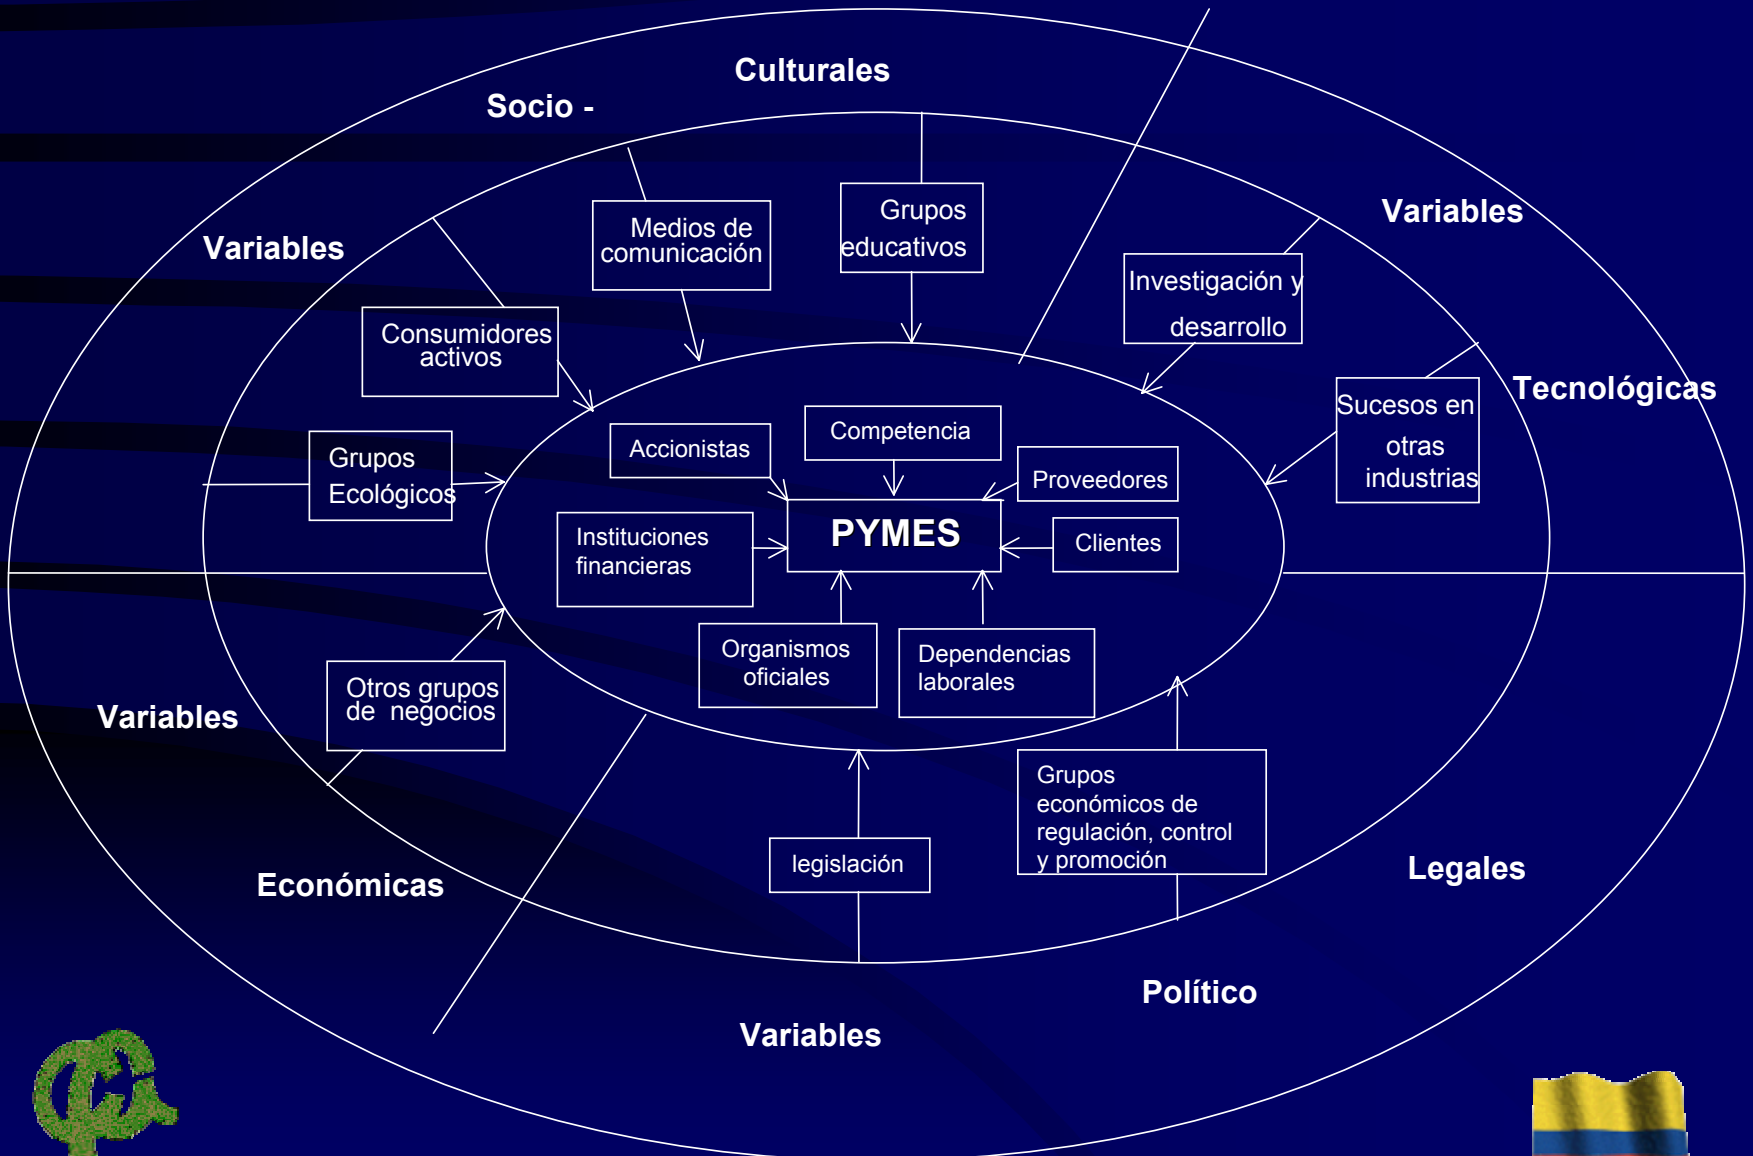 Culturales
Socio -
Variables
Variables
Tecnológicas
Medios de
comunicación
Grupos
educativos
Investigación y
desarrollo
Consumidores
activos
Sucesos en
otras
industrias
Grupos
Ecológicos
Accionistas
Competencia
Proveedores
PYMES
Instituciones
financieras
Clientes
Organismos
oficiales
Dependencias
laborales
Otros grupos
de negocios
Variables
Económicas
legislación
Grupos
económicos de
regulación, control
y promoción
Legales
Político
Variables